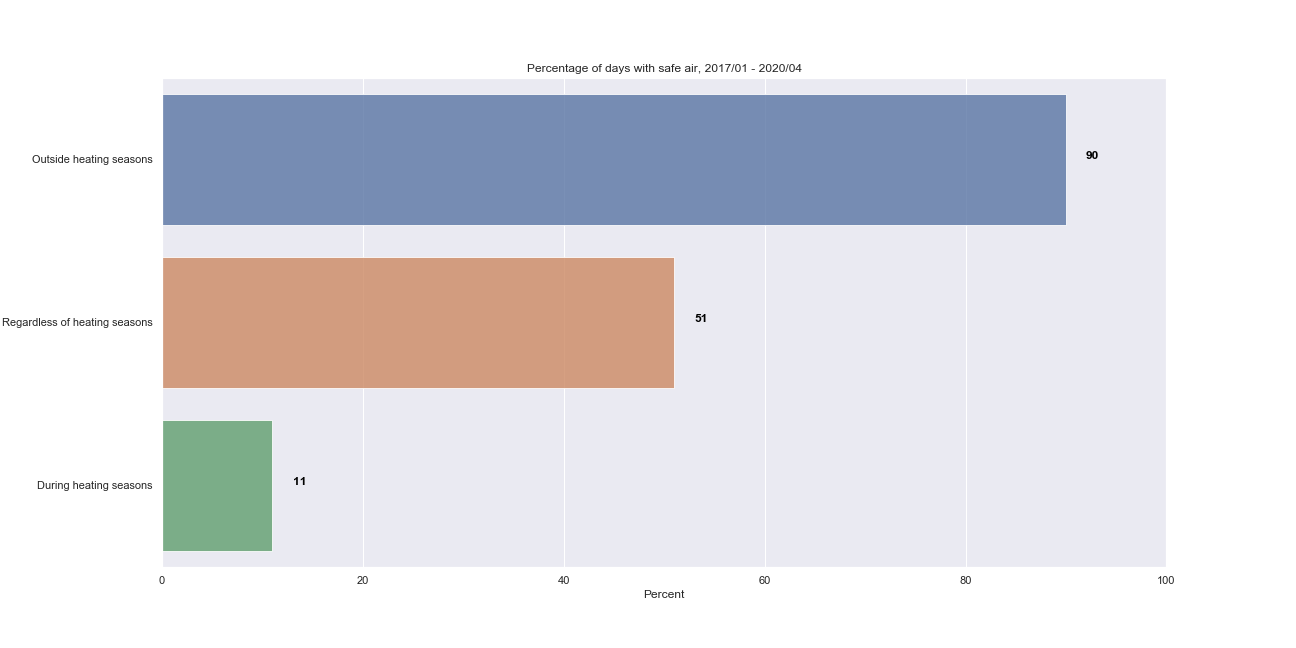 Percentage of days with safe air, 2017/01 - 2020/04
Outside heating seasons
90
Regardless of heating seasons
51
During heating seasons
11
0 20 40 60 80 100
Percent